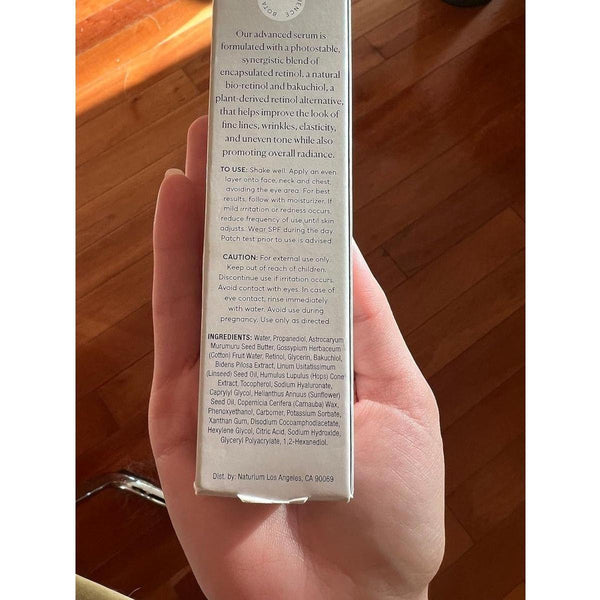 ENCE · BOTA
Our advanced serum is
formulated with a photostable,
synergistic blend of
encapsulated retinol, a natural
bio-retinol and bakuchiol, a
plant-derived retinol alternative,
that helps improve the look of
fine lines, wrinkles, elasticity,
and uneven tone while also
promoting overall radiance.
TO USE: Shake well. Apply an even
layer onto face, neck and chest,
avoiding the eye area. For best
results, follow with moisturizer. If
mild irritation or redness occurs,
reduce frequency of use until skin
adjusts. Wear SPF during the day.
Patch test prior to use is advised.
CAUTION: For external use only.
Keep out of reach of children.
Discontinue use if irritation occurs.
Avoid contact with eyes. In case of
eye contact, rinse immediately
with water. Avoid use during
pregnancy. Use only as directed.
INGREDIENTS: Water, Propanediol, Astrocaryum
Murumuru Seed Butter, Gossypium Herbaceum
(Cotton) Fruit Water, Retinol, Glycerin, Bakuchiol,
Bidens Pilosa Extract, Linum Usitatissimum
(Linseed) Seed Oil, Humulus Lupulus (Hops) Cone
Extract, Tocopherol, Sodium Hyaluronate,
Caprylyl Glycol, Helianthus Annuus (Sunflower)
Seed Oil, Copernicia Cerifera (Carnauba) Wax,
Phenoxyethanol, Carbomer, Potassium Sorbate,
Xanthan Gum, Disodium Cocoamphodiacetate,
Hexylene Glycol, Citric Acid, Sodium Hydroxide,
Glyceryl Polyacrylate, 1,2-Hexanediol.
Dist. by: Naturium Los Angeles, CA 90069